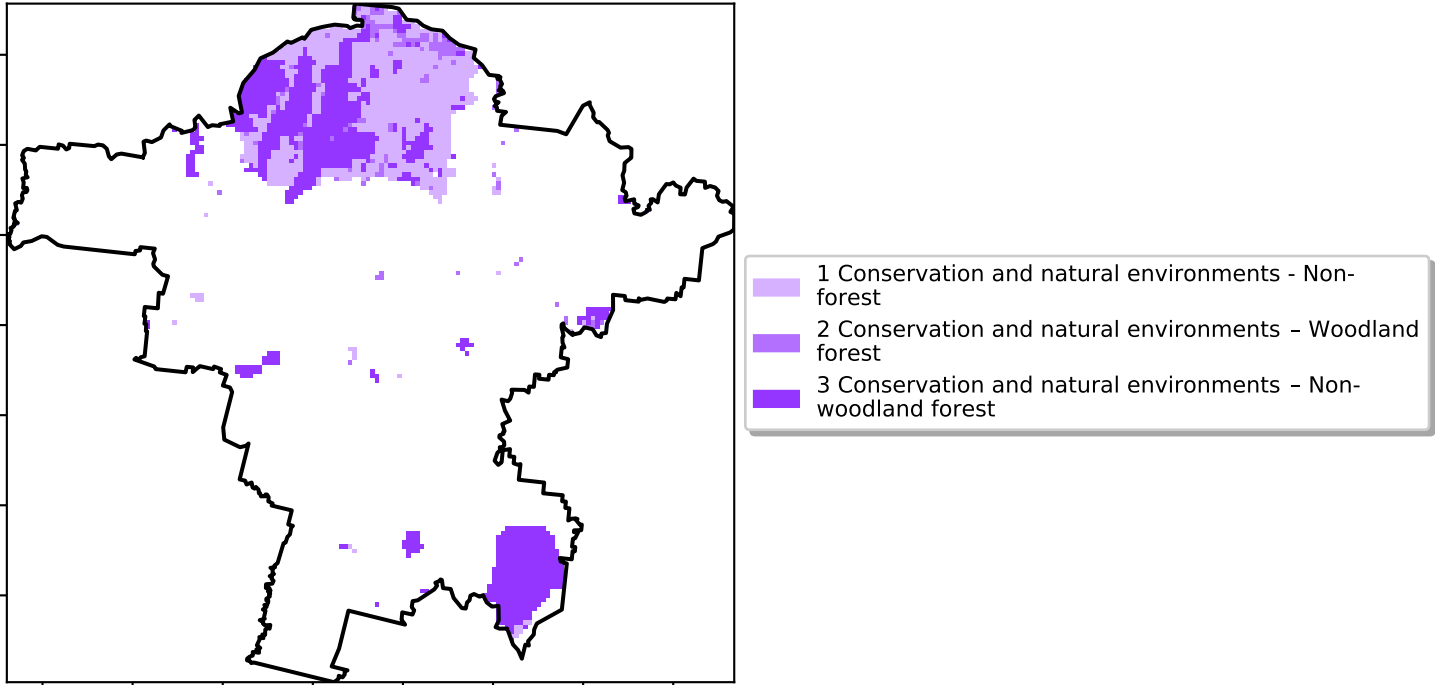 1 Conservation and natural environments - Non-
forest
2 Conservation and natural environments – Woodland
forest
3 Conservation and natural environments – Non-
woodland forest